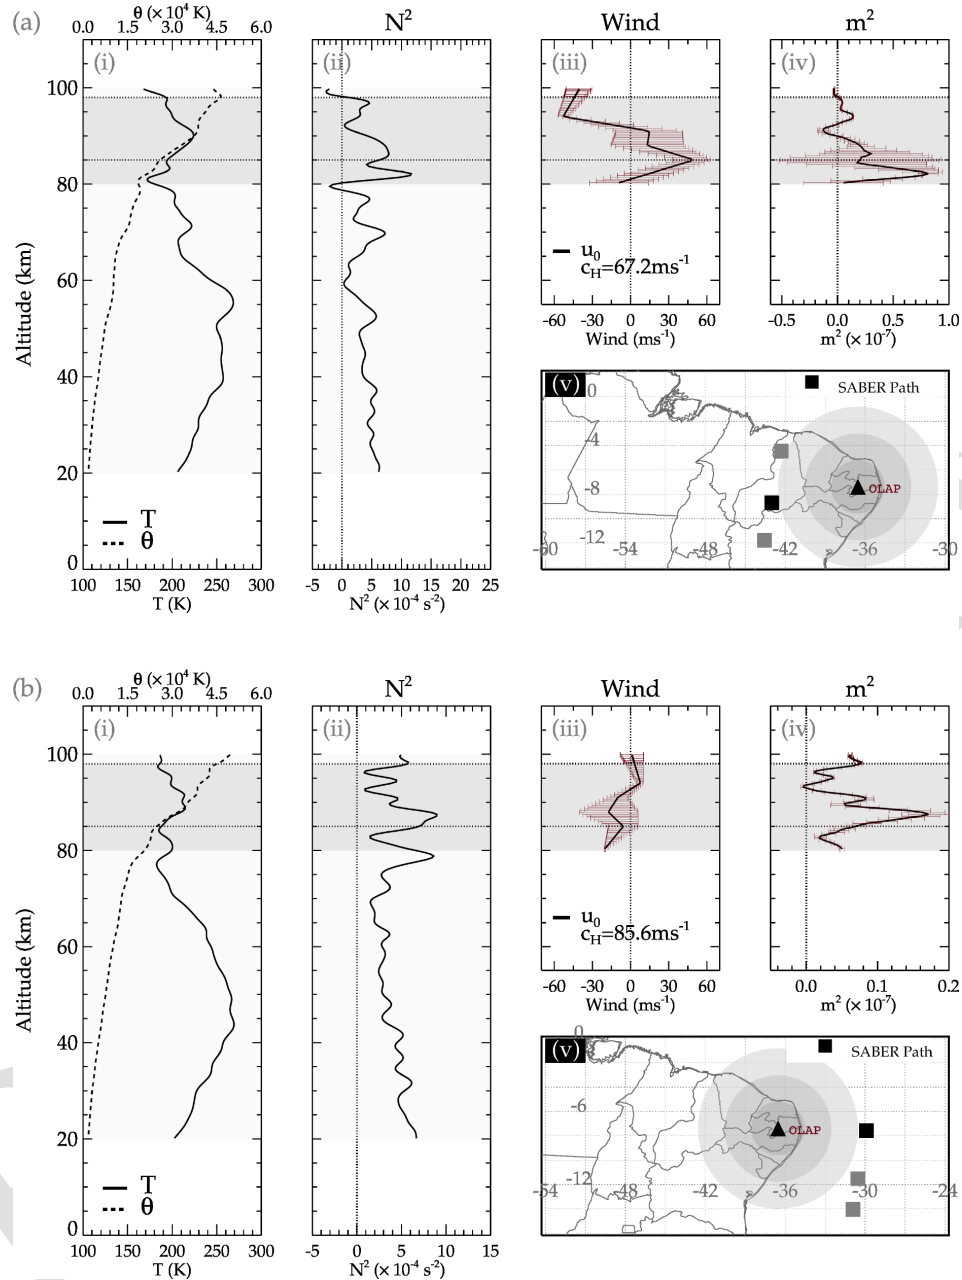 (a)
θ (× 10⁴ K)
0.0 1.5 3.0 4.5 6.0
N²
Wind
m²
(i)
(ii)
(iii)
(iv)
100
80
60
40
20
0
Altitude (km)
T
θ
100 150 200 250 300
T (K)
-5 0 5 10 15 20 25
N² (× 10⁻⁴ s⁻²)
u₀
c_H=67.2ms⁻¹
-60 -30 0 30 60
Wind (ms⁻¹)
-0.5 0.0 0.5 1.0
m² (× 10⁻⁷)
(v)
SABER Path
0
-4
-8
-12
OLAP
-60 -54 -48 -42 -36 -30
(b)
θ (× 10⁴ K)
0.0 1.5 3.0 4.5 6.0
N²
Wind
m²
(i)
(ii)
(iii)
(iv)
100
80
60
40
20
0
Altitude (km)
T
θ
100 150 200 250 300
T (K)
-5 0 5 10 15
N² (× 10⁻⁴ s⁻²)
u₀
c_H=85.6ms⁻¹
-60 -30 0 30 60
Wind (ms⁻¹)
0.0 0.1 0.2
m² (× 10⁻⁷)
(v)
SABER Path
0
-6
-12
OLAP
-54 -48 -42 -36 -30 -24